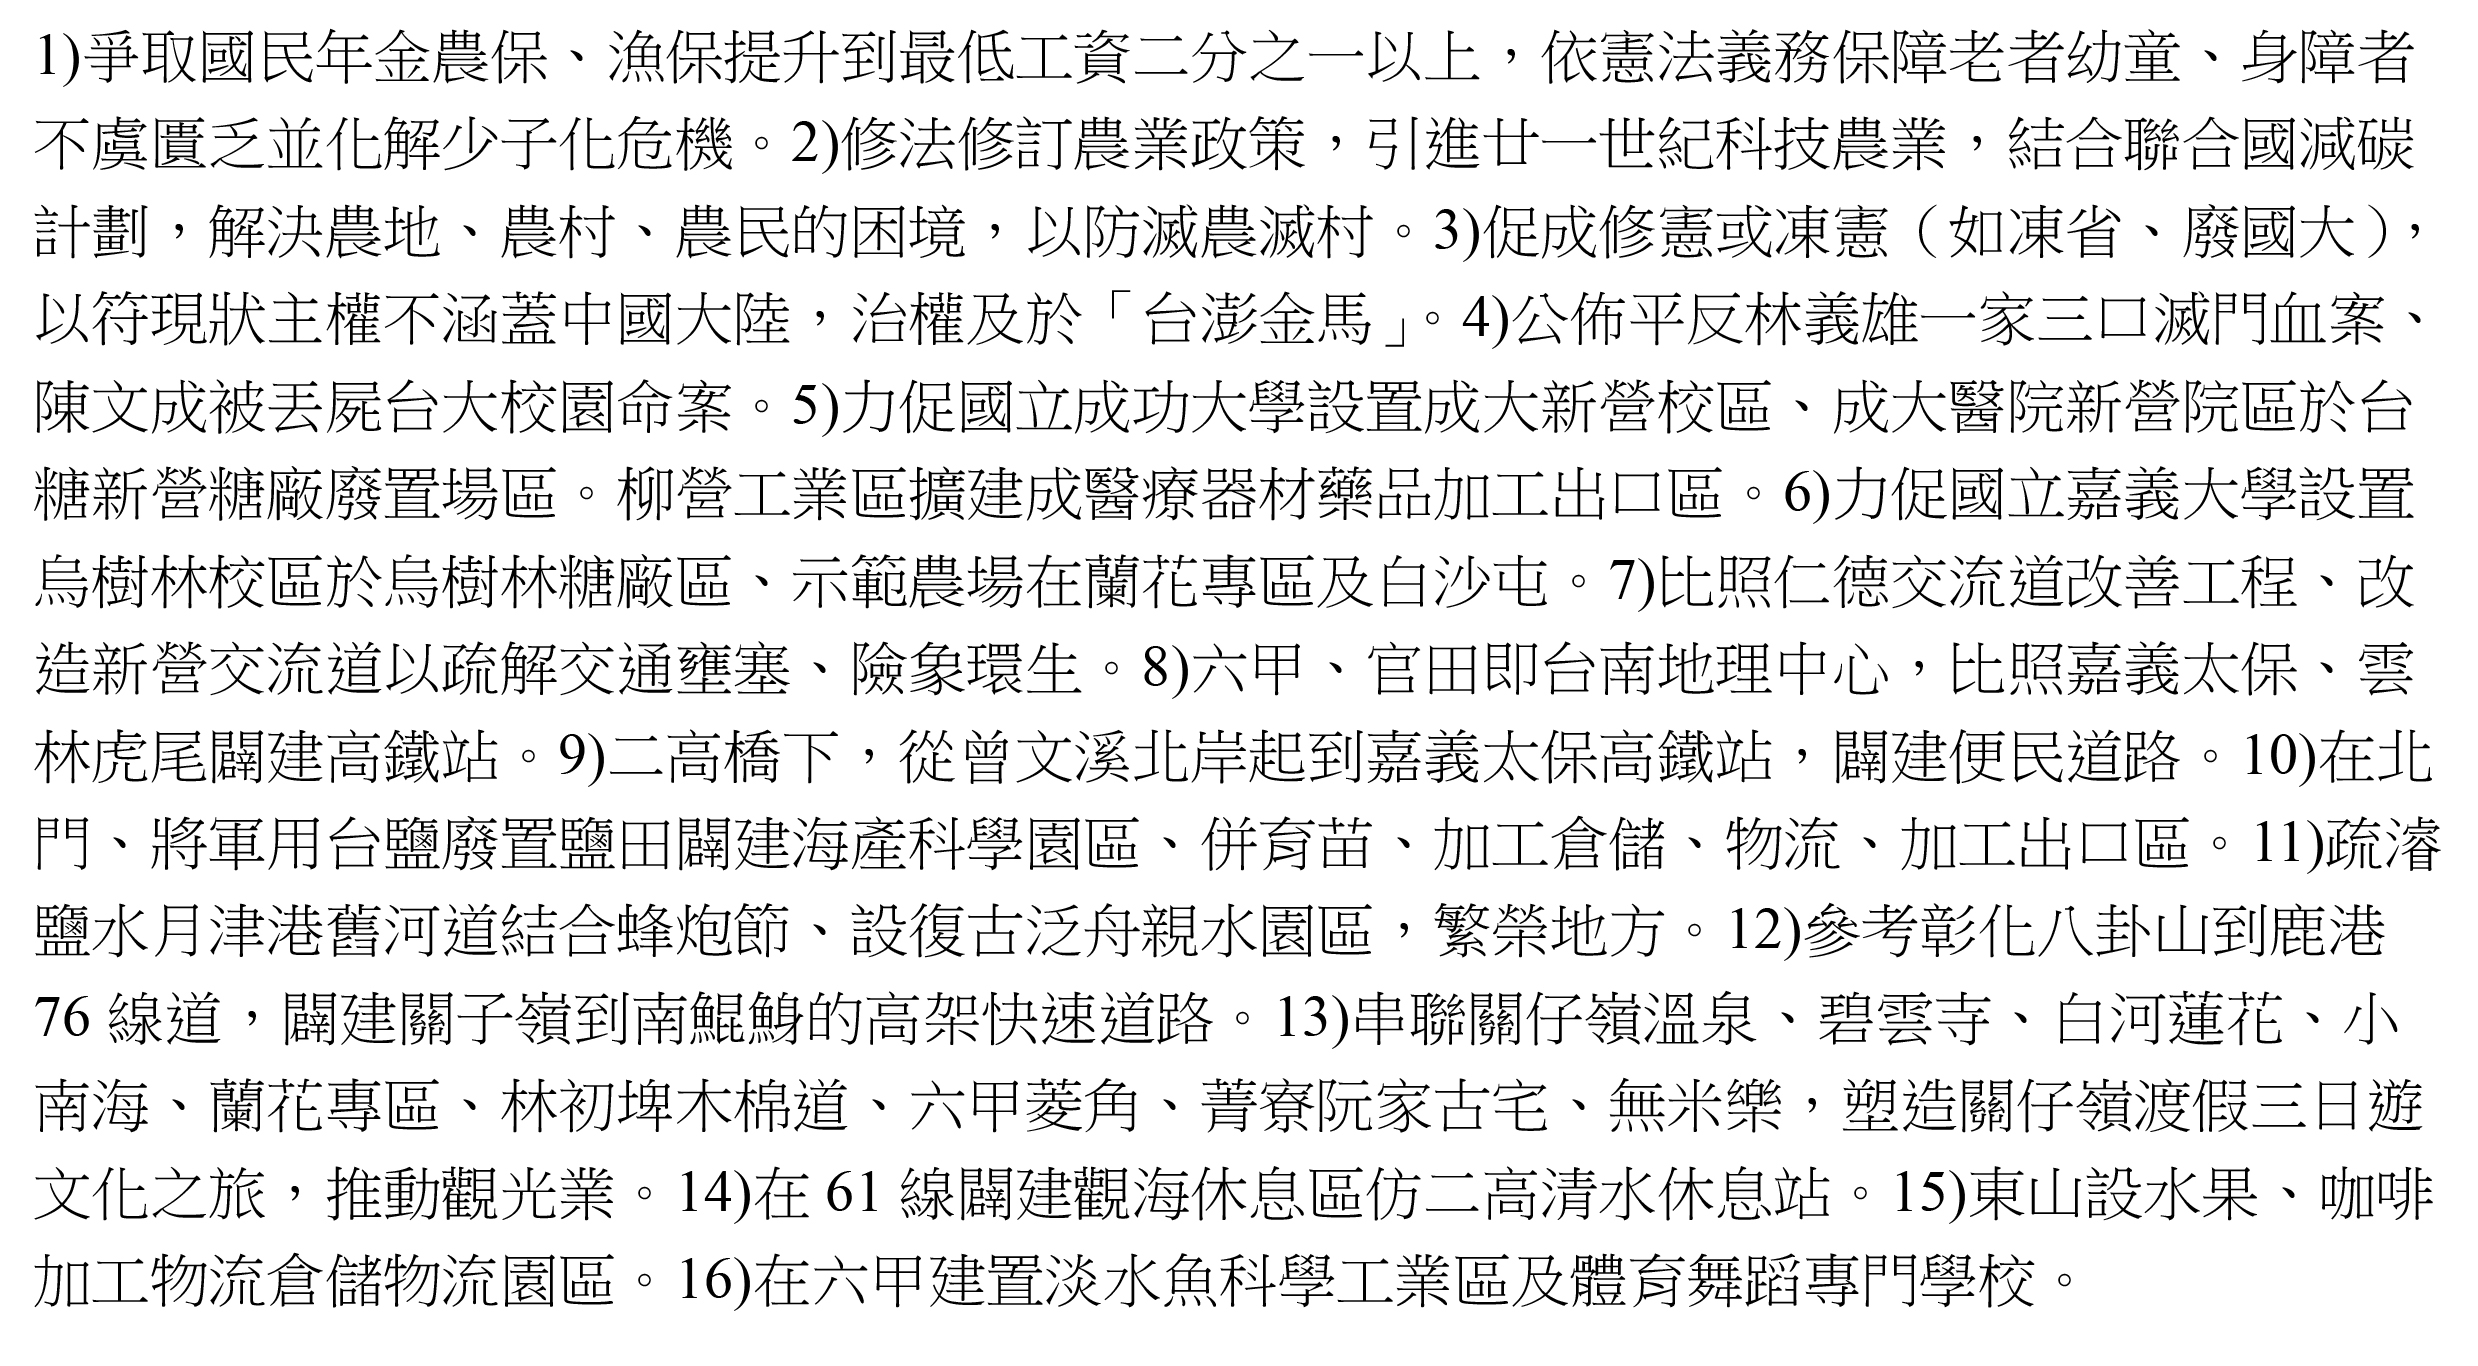 1)爭取國民年金農保、漁保提升到最低工資二分之一以上，依憲法義務保障老者幼童、身障者
不虞匱乏並化解少子化危機。2)修法修訂農業政策，引進廿一世紀科技農業，結合聯合國減碳
計劃，解決農地、農村、農民的困境，以防滅農滅村。3)促成修憲或凍憲（如凍省、廢國大），
以符現狀主權不涵蓋中國大陸，治權及於「台澎金馬」。4)公佈平反林義雄一家三口滅門血案、
陳文成被丟屍台大校園命案。5)力促國立成功大學設置成大新營校區、成大醫院新營院區於台
糖新營糖廠廢置場區。柳營工業區擴建成醫療器材藥品加工出口區。6)力促國立嘉義大學設置
烏樹林校區於烏樹林糖廠區、示範農場在蘭花專區及白沙屯。7)比照仁德交流道改善工程、改
造新營交流道以疏解交通壅塞、險象環生。8)六甲、官田即台南地理中心，比照嘉義太保、雲
林虎尾闢建高鐵站。9)二高橋下，從曾文溪北岸起到嘉義太保高鐵站，闢建便民道路。10)在北
門、將軍用台鹽廢置鹽田闢建海產科學園區、併育苗、加工倉儲、物流、加工出口區。11)疏濬
鹽水月津港舊河道結合蜂炮節、設復古泛舟親水園區，繁榮地方。12)參考彰化八卦山到鹿港
76 線道，闢建關子嶺到南鯤鯓的高架快速道路。13)串聯關仔嶺溫泉、碧雲寺、白河蓮花、小
南海、蘭花專區、林初埤木棉道、六甲菱角、菁寮阮家古宅、無米樂，塑造關仔嶺渡假三日遊
文化之旅，推動觀光業。14)在 61 線闢建觀海休息區仿二高清水休息站。15)東山設水果、咖啡
加工物流倉儲物流園區。16)在六甲建置淡水魚科學工業區及體育舞蹈專門學校。